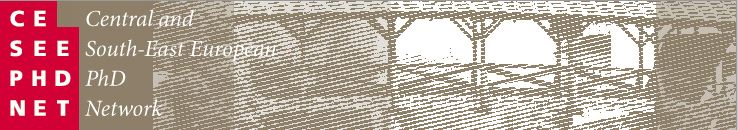 CE Central and
SEE South-East European
PHD PhD
NET Network